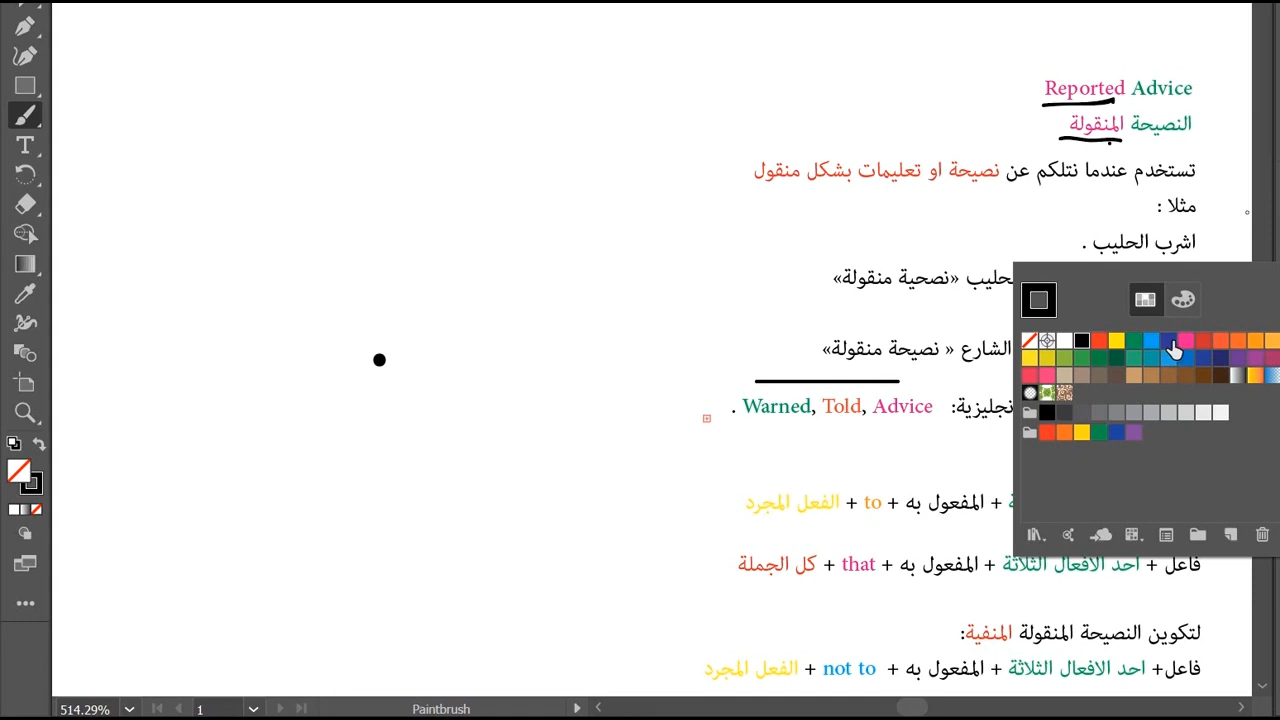 Reported Advice
النصيحة المنقولة
تستخدم عندما نتلكم عن نصيحة او تعليمات بشكل منقول
مثلا :
اشرب الحليب .
حليب «نصحية منقولة»
الشارع « نصيحة منقولة»
نجليزية: Warned, Told, Advice .
+ المفعول به + to + الفعل المجرد
فاعل + احد الافعال الثلاثة + المفعول به + that + كل الجملة
لتكوين النصيحة المنقولة المنفية:
فاعل+ احد الافعال الثلاثة + المفعول به + not to + الفعل المجرد
514.29%
1
Paintbrush